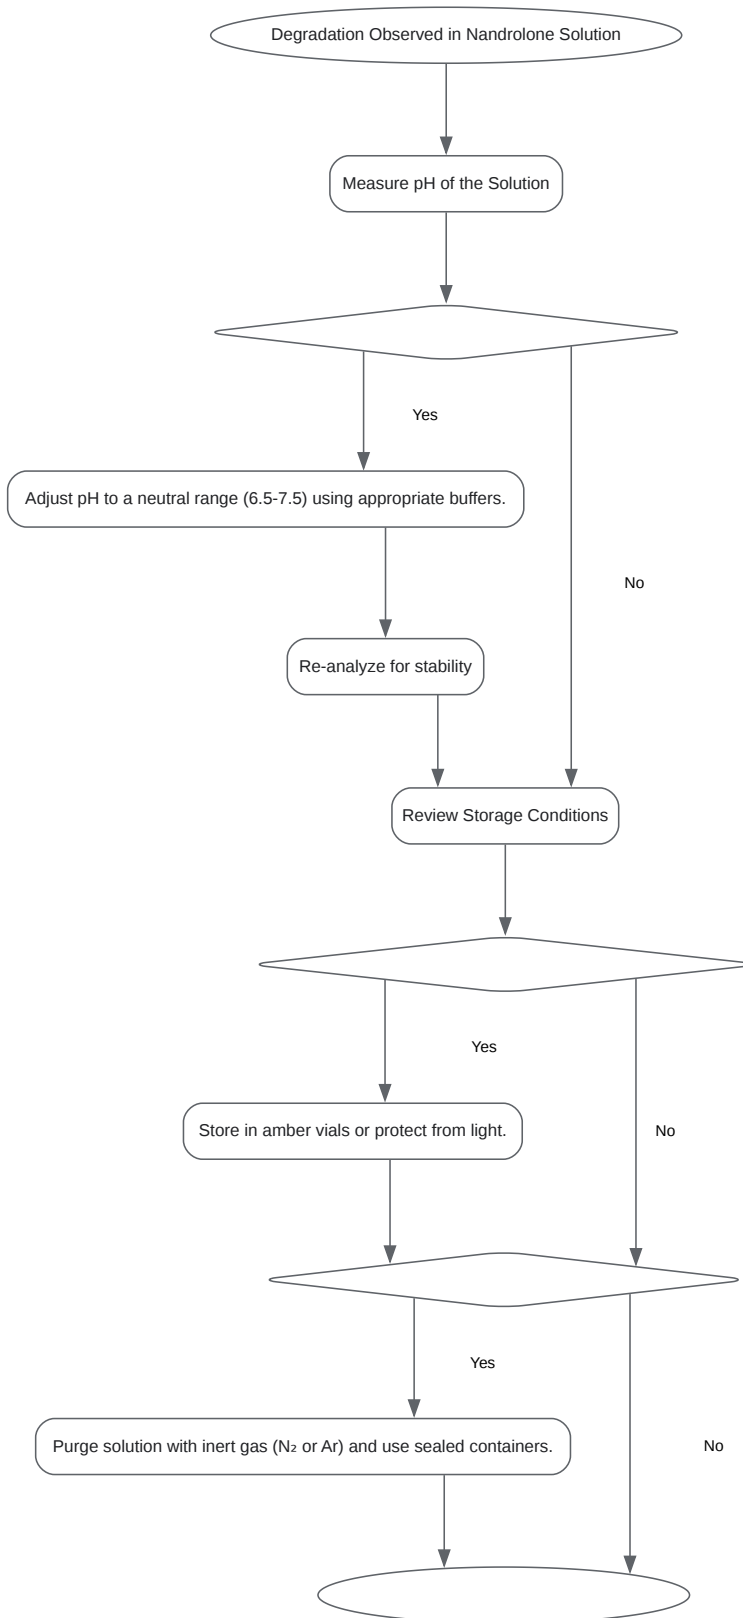 Degradation Observed in Nandrolone Solution
Measure pH of the Solution
Yes
Adjust pH to a neutral range (6.5-7.5) using appropriate buffers.
No
Re-analyze for stability
Review Storage Conditions
Yes
Store in amber vials or protect from light.
No
Yes
Purge solution with inert gas (N₂ or Ar) and use sealed containers.
No